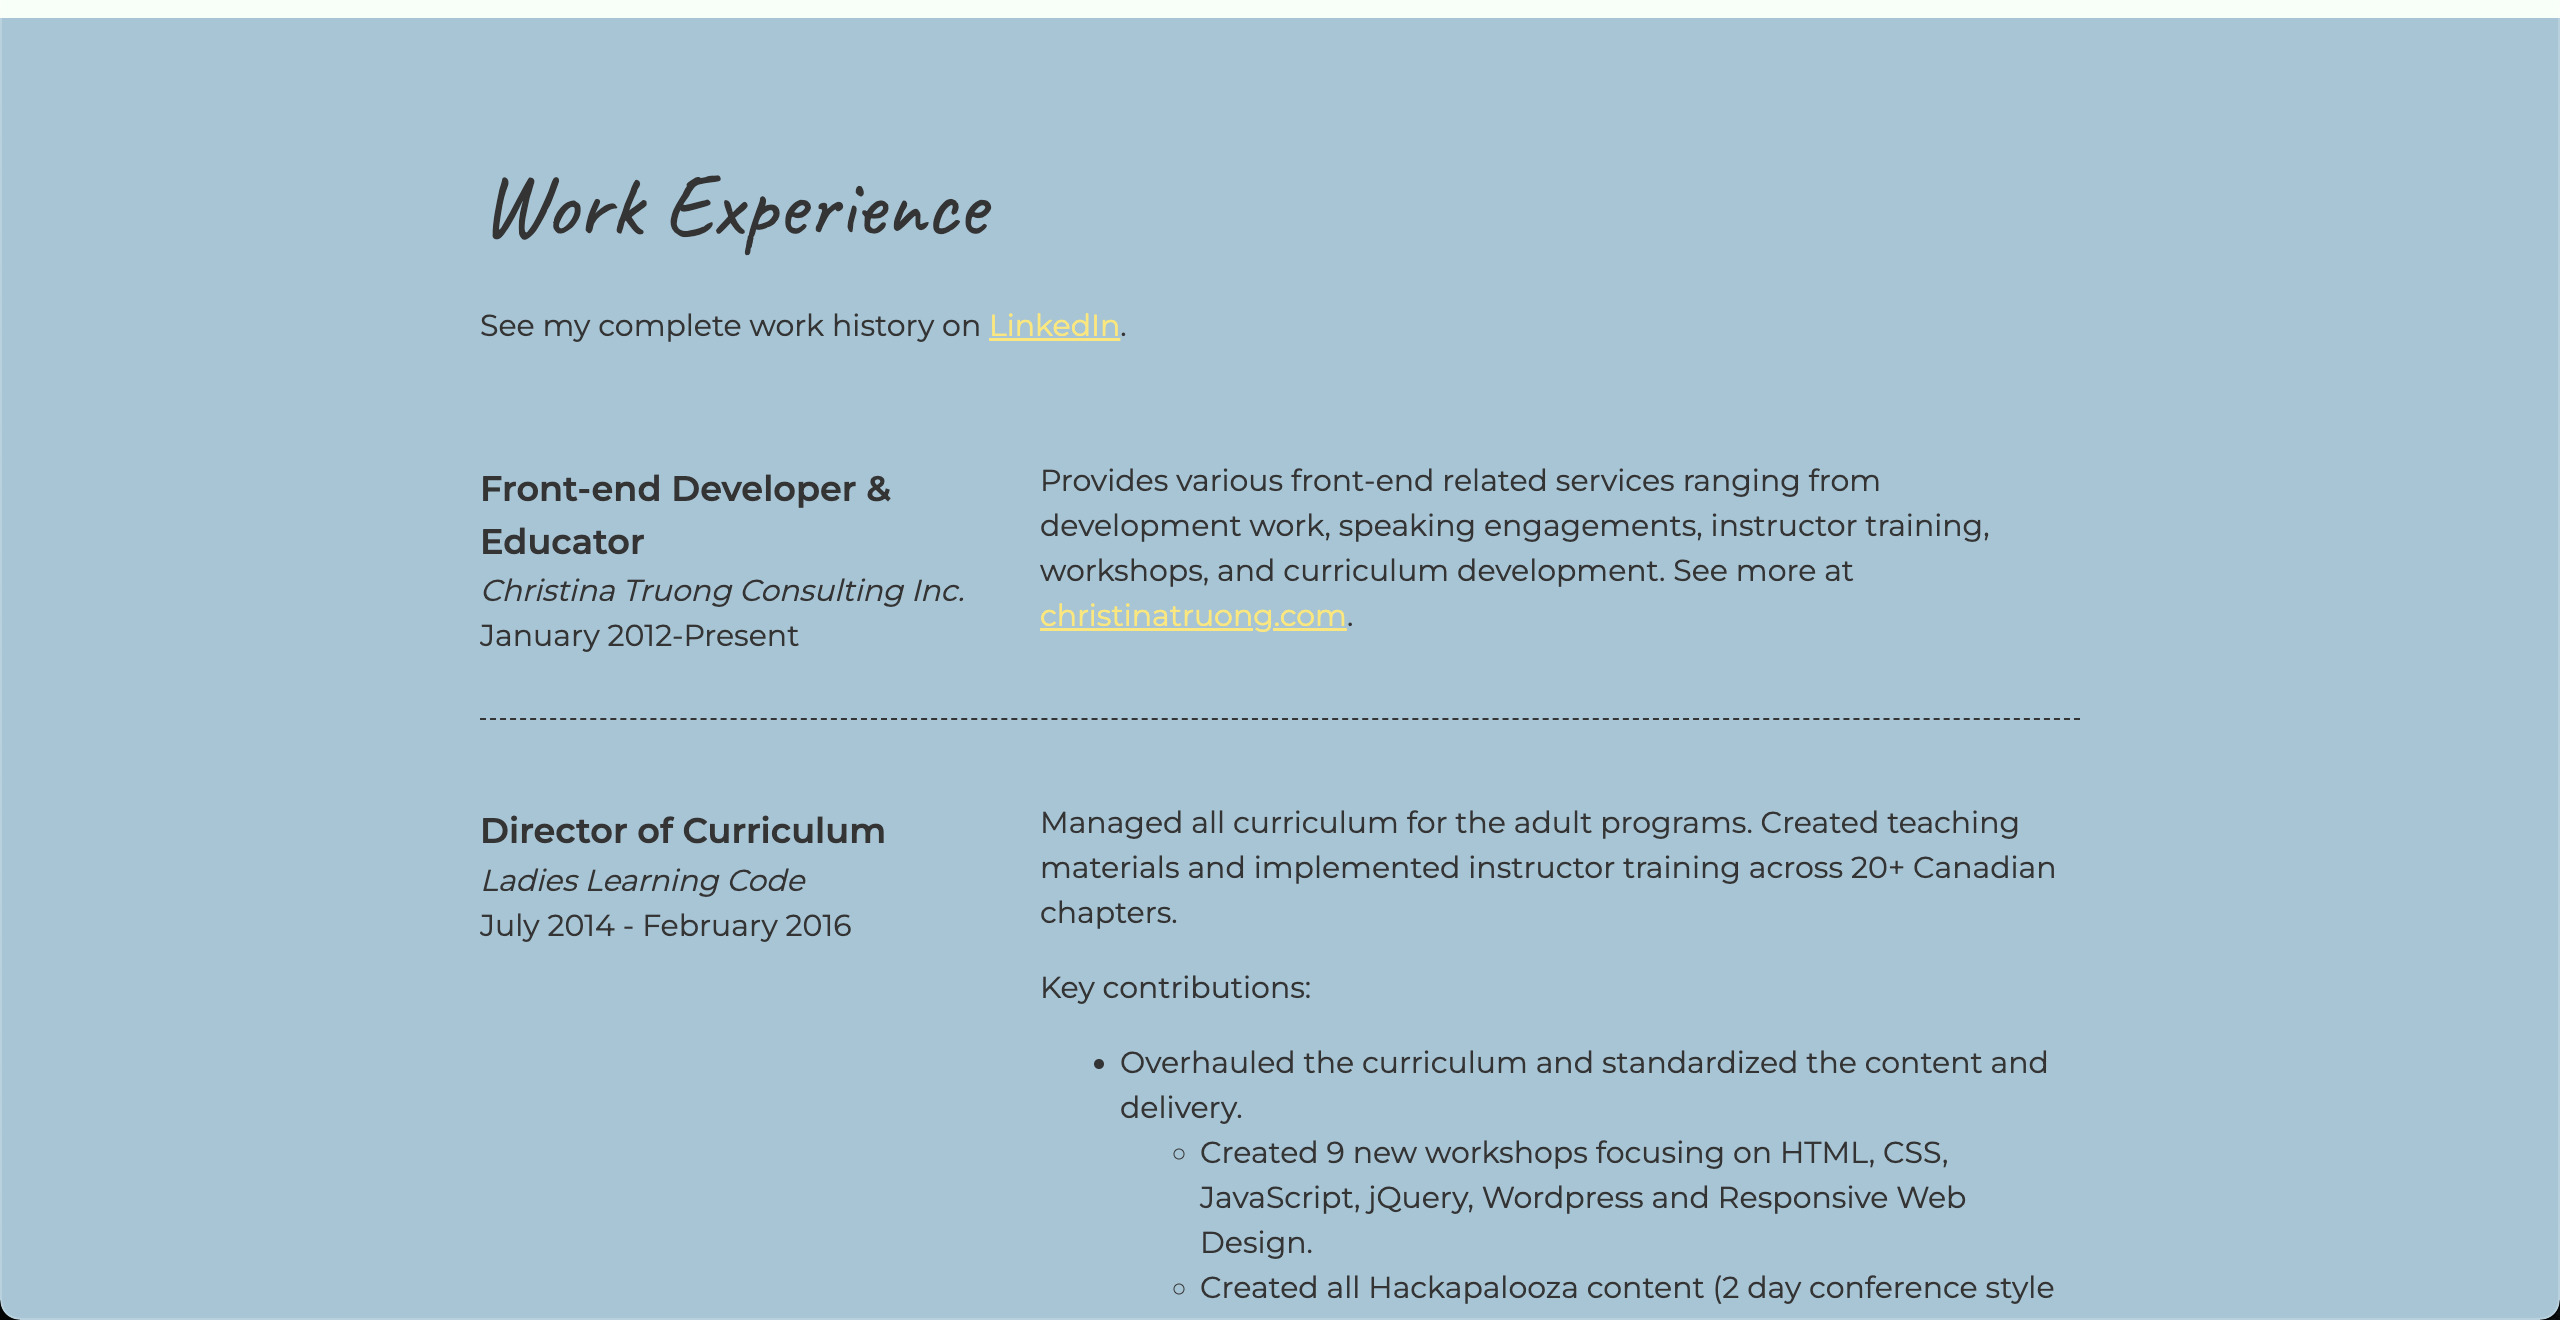 Work Experience
See my complete work history on LinkedIn.
Front-end Developer &
Educator
Christina Truong Consulting Inc.
January 2012-Present
Provides various front-end related services ranging from
development work, speaking engagements, instructor training,
workshops, and curriculum development. See more at
christinatruong.com.
Director of Curriculum
Ladies Learning Code
July 2014 - February 2016
Managed all curriculum for the adult programs. Created teaching
materials and implemented instructor training across 20+ Canadian
chapters.
Key contributions:
• Overhauled the curriculum and standardized the content and
delivery.
◦ Created 9 new workshops focusing on HTML, CSS,
JavaScript, jQuery, Wordpress and Responsive Web
Design.
◦ Created all Hackapalooza content (2 day conference style